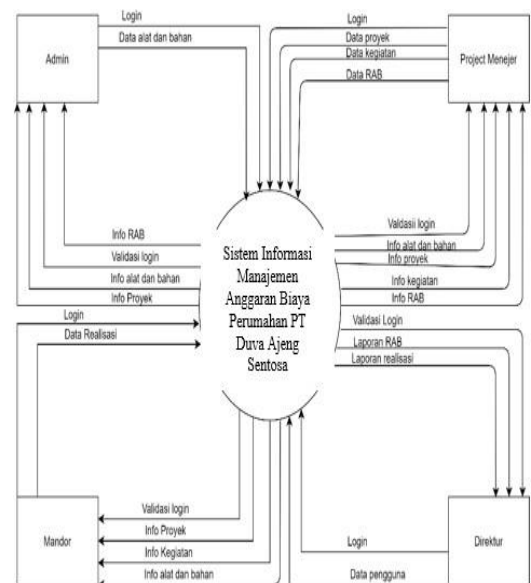 Login
Data alat dan bahan
Admin
Login
Data proyek
Data kegiatan
Data RAB
Project Menejer
Info RAB
Validasi login
Info alat dan bahan
Info Proyek
Sistem Informasi
Manajemen
Anggaran Biaya
Perumahan PT
Duva Ajeng
Sentosa
Valdasii login
Info alat dan bahan
Info proyek
Info kegiatan
Info RAB
Login
Data Realisasi
Validasi Login
Laporan RAB
Laporan realisasi
Mandor
Validasi login
Info Proyek
Info Kegiatan
Info alat dan bahan
Login
Data pengguna
Direktur